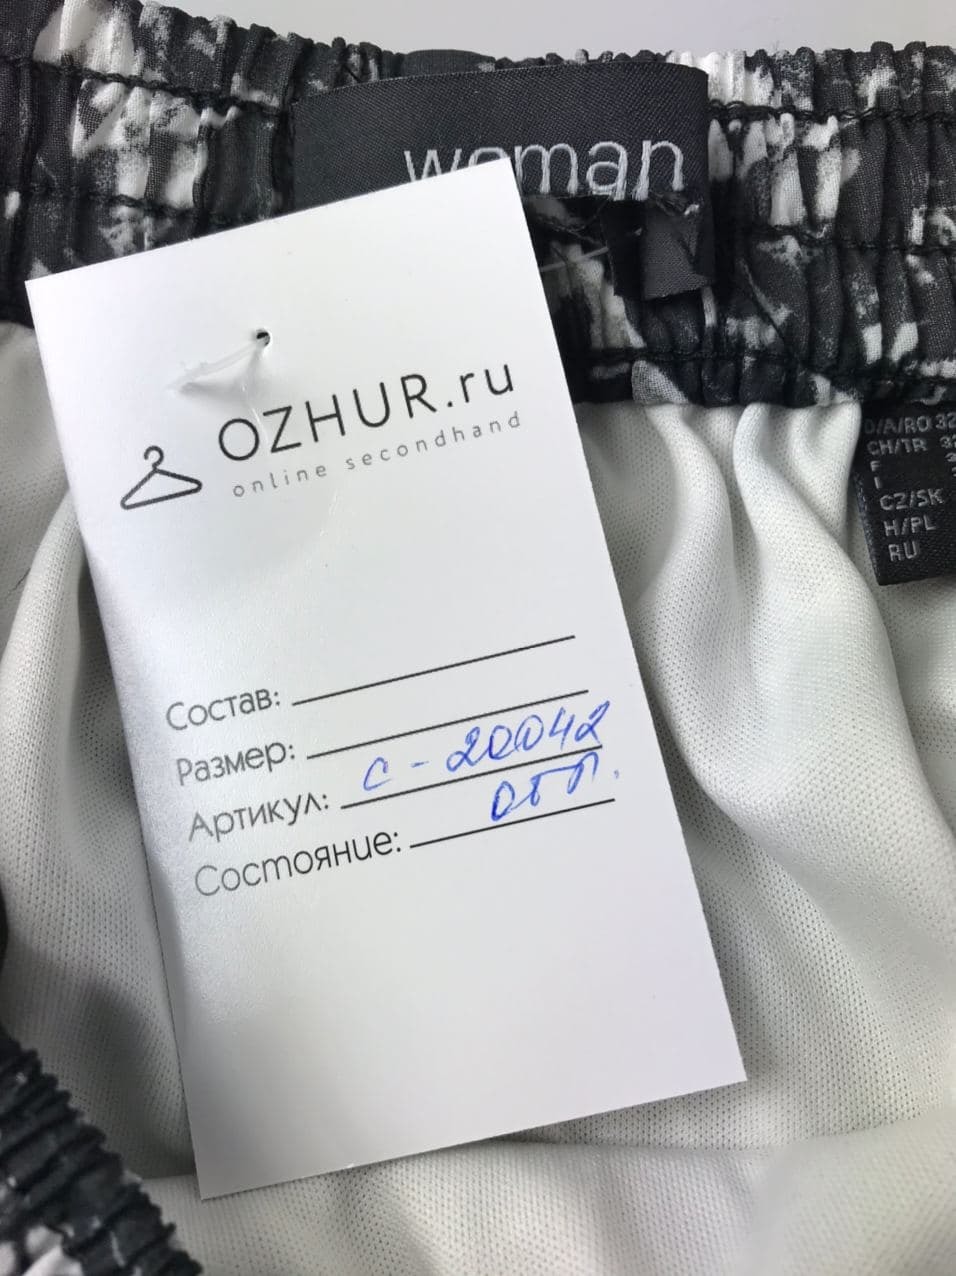 woman
OZHUR.ru
online secondhand
D/A/RO 32
CH/TR 32
F
I
CZ/SK
H/PL
RU
Состав:
Размер:
Артикул: С - 20042
Состояние: отл.